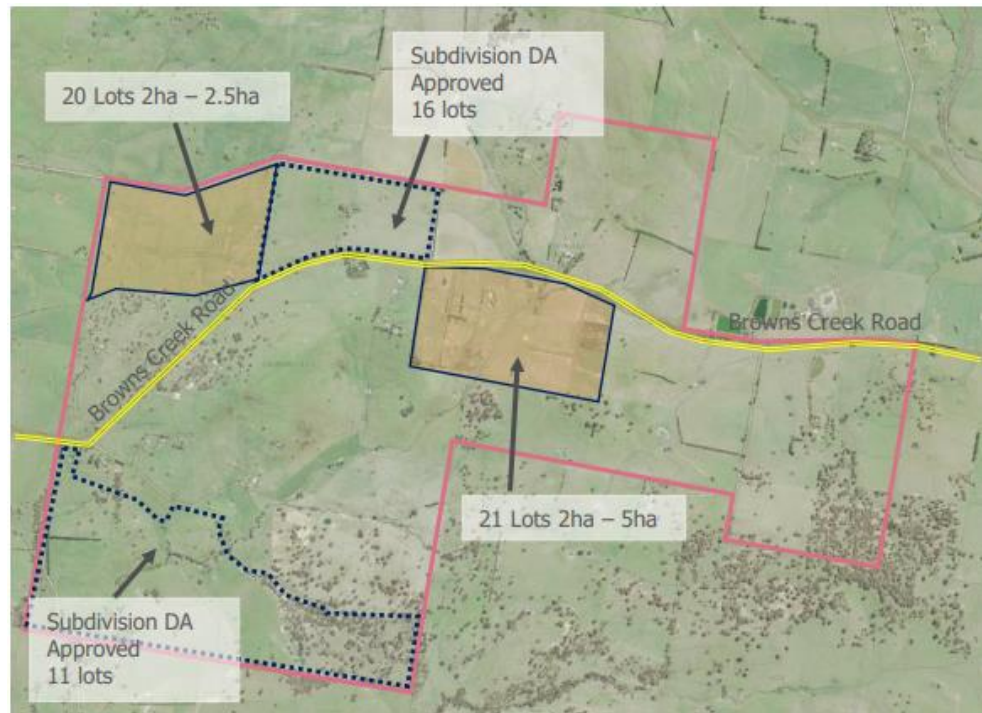 Subdivision DA
Approved
16 lots
20 Lots 2ha – 2.5ha
Browns Creek Road
Browns Creek Road
21 Lots 2ha – 5ha
Subdivision DA
Approved
11 lots